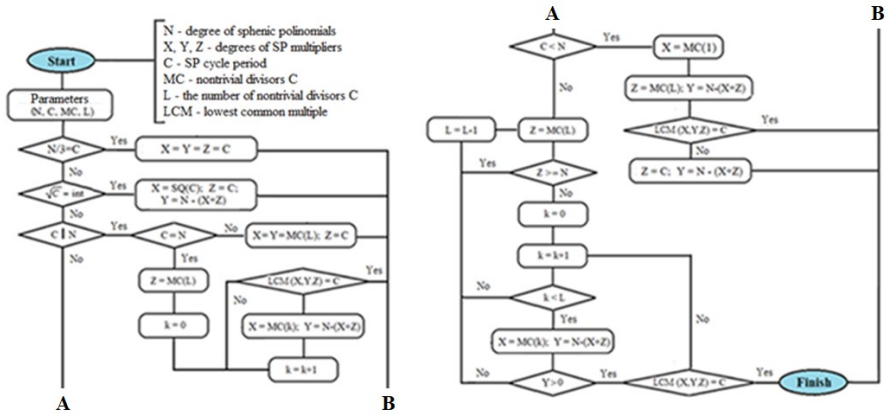 Start
N - degree of sphenic polinomials
X, Y, Z - degrees of SP multipliers
C - SP cycle period
MC - nontrivial divisors C
L - the number of nontrivial divisors C
LCM - lowest common multiple
Parameters
(N, C, MC, L)
N/3=C
Yes
X = Y = Z = C
No
√C = int
Yes
X = SQ(C); Z = C;
Y = N - (X+Z)
No
C | N
Yes
C = N
No
X=Y=MC(L); Z=C
No
Yes
Z = MC(L)
LCM (X,Y,Z) = C
Yes
No
k = 0
X = MC(k); Y = N-(X+Z)
k = k+1
A
B
A
B
C < N
Yes
X = MC(1)
No
Z = MC(L); Y = N-(X+Z)
L = L-1
Z = MC(L)
LCM (X,Y,Z) = C
Yes
No
Yes
Z >= N
Z = C; Y = N - (X+Z)
No
k = 0
k = k+1
No
k < L
Yes
No
X = MC(k); Y = N-(X+Z)
No
Y>0
Yes
LCM (X,Y,Z) = C
Yes
Finish